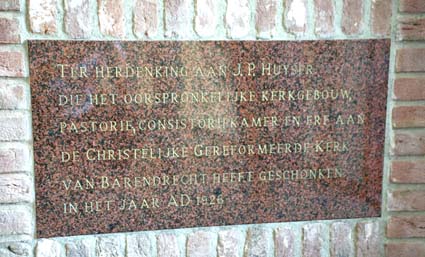 TER HERDENKING AAN J.P. HUYSER
DIE HET OORSPRONKELIJKE KERKGEBOUW,
PASTORIE, CONSISTORIEKAMER EN ERF AAN
DE CHRISTELIJKE GEREFORMEERDE KERK
VAN BARENDRECHT HEEFT GESCHONKEN
IN HET JAAR AD 1926